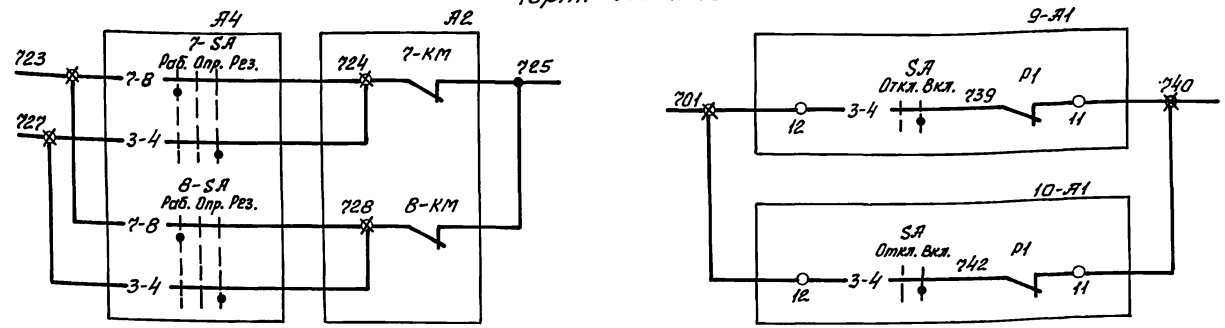 А4
А2
9-А1
7-SA
Раб. Опр. Рез.
7-КМ
723
7-8
724
725
727
3-4
8-SA
Раб. Опр. Рез.
7-8
728
8-КМ
3-4
SA
Откл. Вкл.
P1
701
12
3-4
739
11
740
10-А1
SA
Откл. Вкл.
P1
12
3-4
742
11